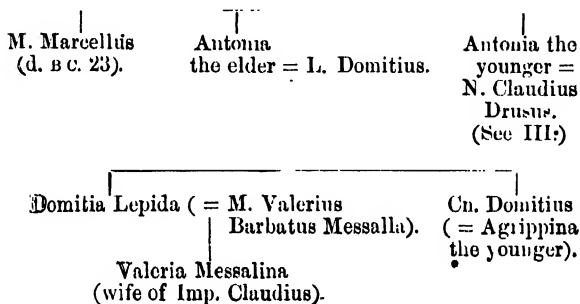 M. Marcellus
(d. B C. 23).
Antonia
the elder = L. Domitius.
Antonia the
younger =
N. Claudius
Drusus.
(See III.)
Domitia Lepida ( = M. Valerius
Barbatus Messalla).
Cn. Domitius
( = Agrippina
the younger).
Valeria Messalina
(wife of Imp. Claudius).